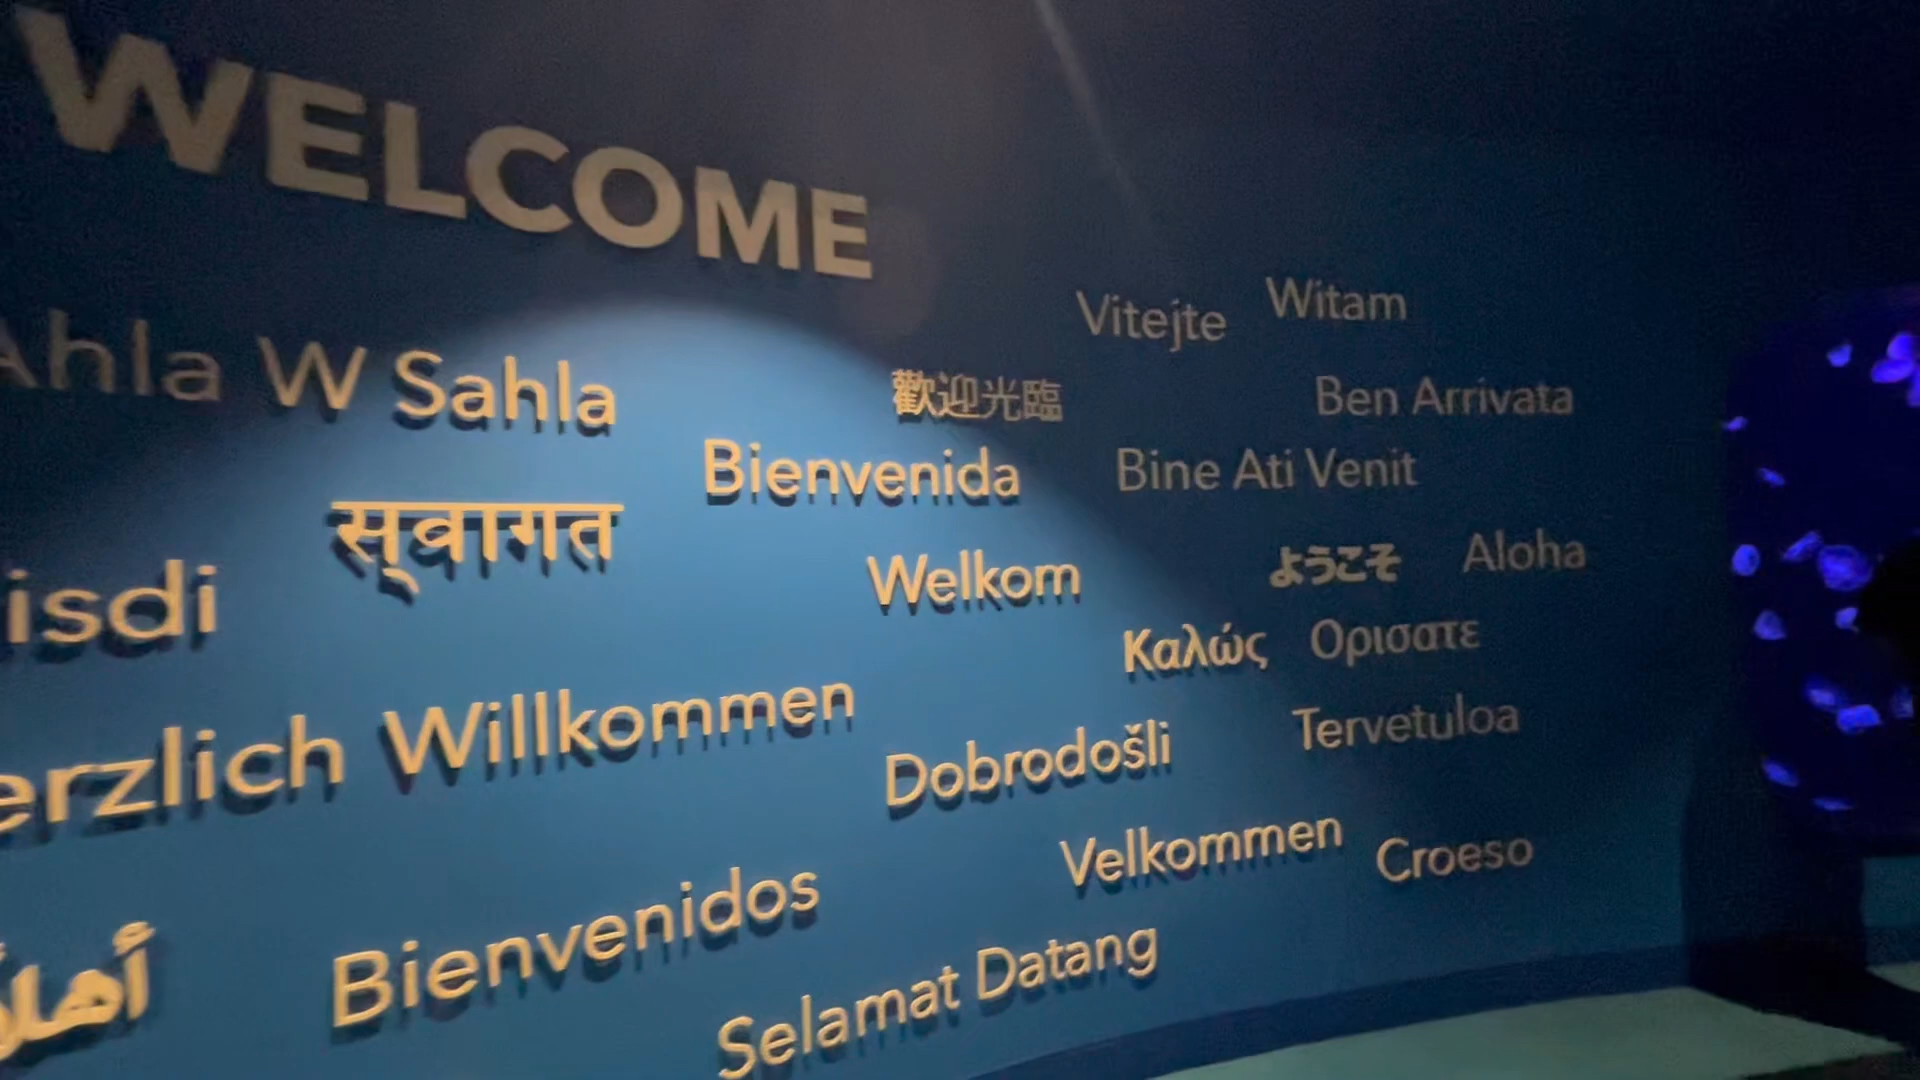 WELCOME
Vitejte
Witam
Ahla W Sahla
歡迎光臨
Ben Arrivata
Bienvenida
Bine Ati Venit
स्वागत
Welkom
ようこそ
Aloha
isdi
Καλώς Ορισατε
erzlich Willkommen
Dobrodošli
Tervetuloa
Velkommen
Croeso
Bienvenidos
أهلا
Selamat Datang